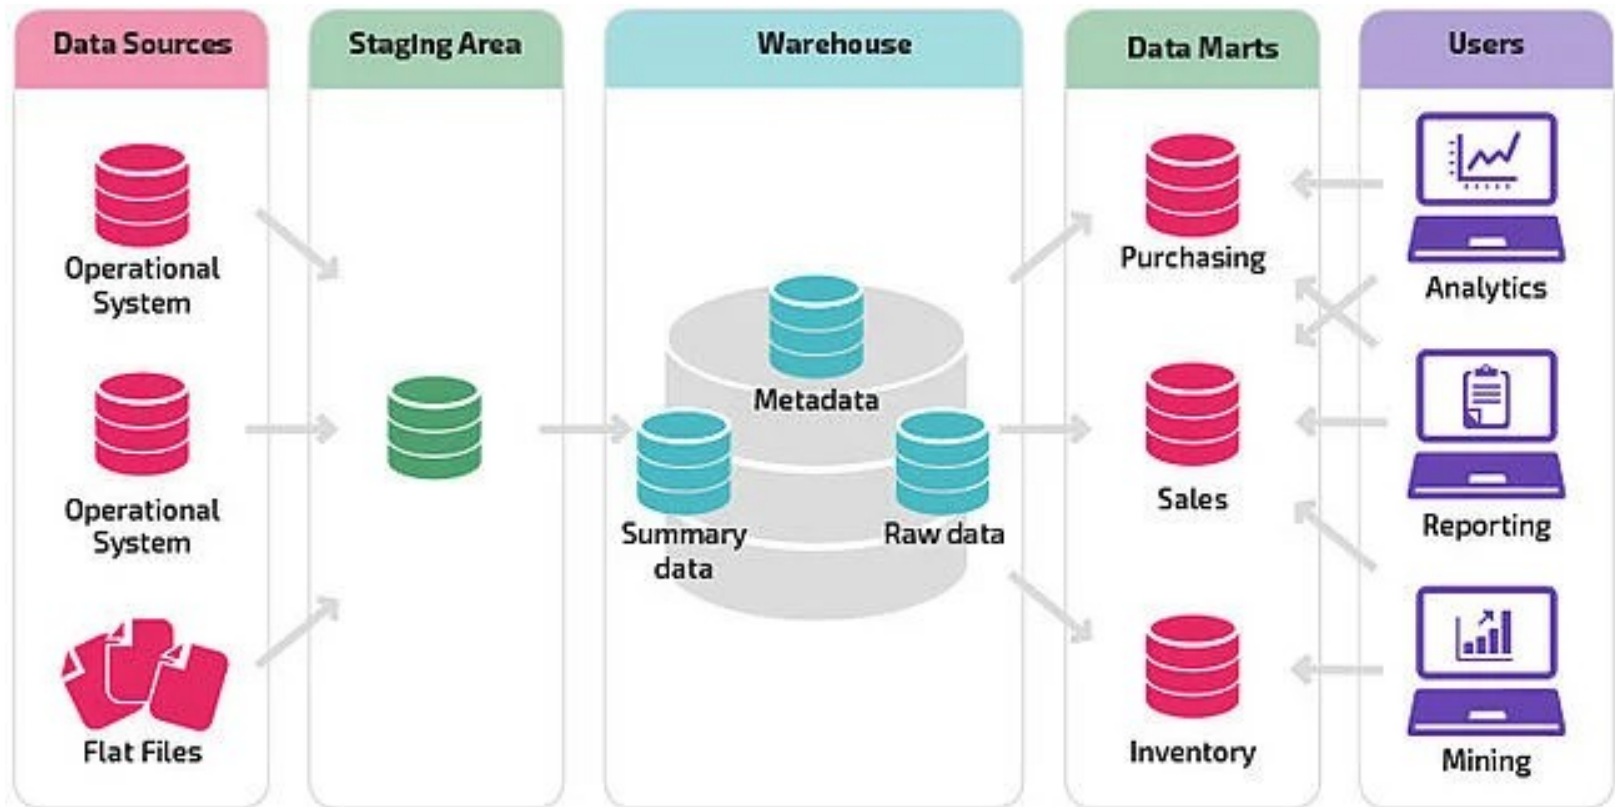 Data Sources
Staging Area
Warehouse
Data Marts
Users
Operational
System
Operational
System
Flat Files
Metadata
Summary
data
Raw data
Purchasing
Sales
Inventory
Analytics
Reporting
Mining